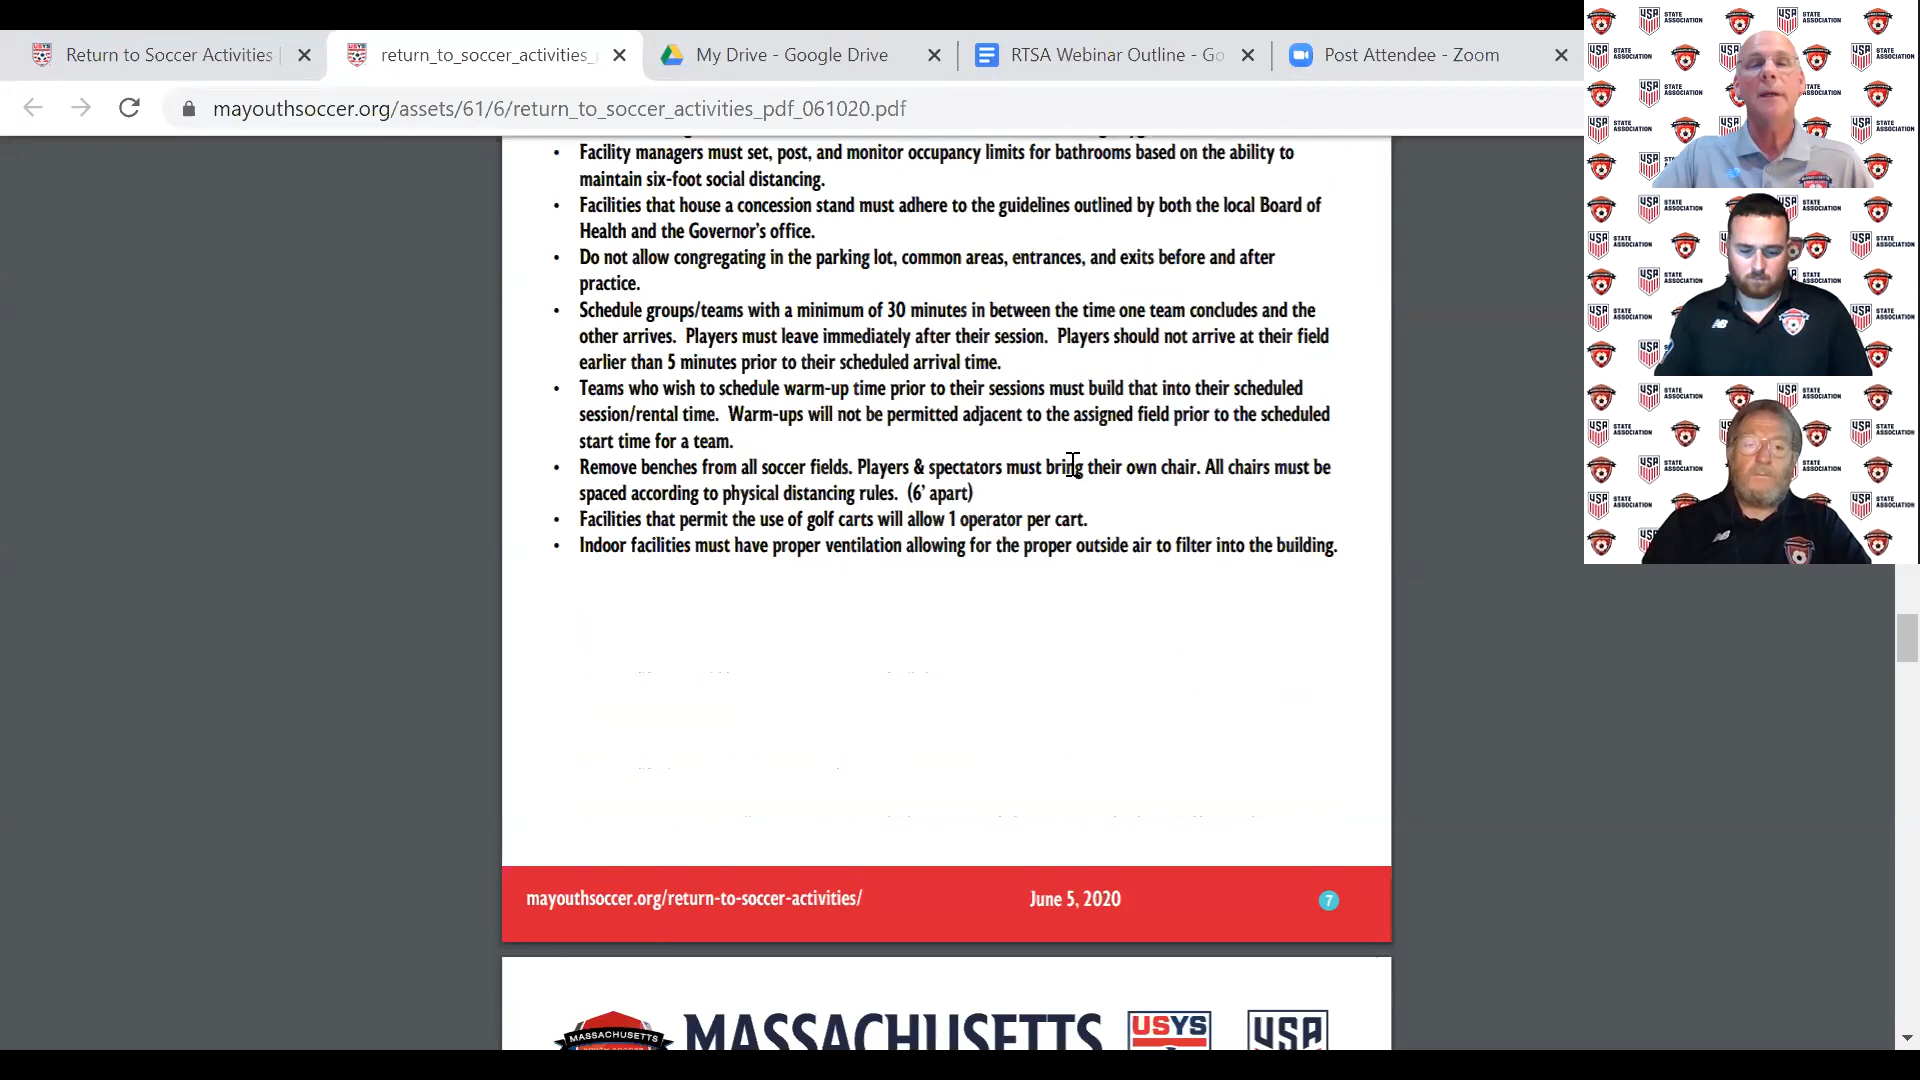 Return to Soccer Activities
return_to_soccer_activities_
My Drive - Google Drive
RTSA Webinar Outline - Go
Post Attendee - Zoom
mayouthsoccer.org/assets/61/6/return_to_soccer_activities_pdf_061020.pdf
• Facility managers must set, post, and monitor occupancy limits for bathrooms based on the ability to
maintain six-foot social distancing.
• Facilities that house a concession stand must adhere to the guidelines outlined by both the local Board of
Health and the Governor's office.
• Do not allow congregating in the parking lot, common areas, entrances, and exits before and after
practice.
• Schedule groups/teams with a minimum of 30 minutes in between the time one team concludes and the
other arrives. Players must leave immediately after their session. Players should not arrive at their field
earlier than 5 minutes prior to their scheduled arrival time.
• Teams who wish to schedule warm-up time prior to their sessions must build that into their scheduled
session/rental time. Warm-ups will not be permitted adjacent to the assigned field prior to the scheduled
start time for a team.
• Remove benches from all soccer fields. Players & spectators must bring their own chair. All chairs must be
spaced according to physical distancing rules. (6' apart)
• Facilities that permit the use of golf carts will allow 1 operator per cart.
• Indoor facilities must have proper ventilation allowing for the proper outside air to filter into the building.
mayouthsoccer.org/return-to-soccer-activities/ June 5, 2020 7
MASSACHUSETTS
MASSACHUSETTS
USYS
USA
USA STATE ASSOCIATION